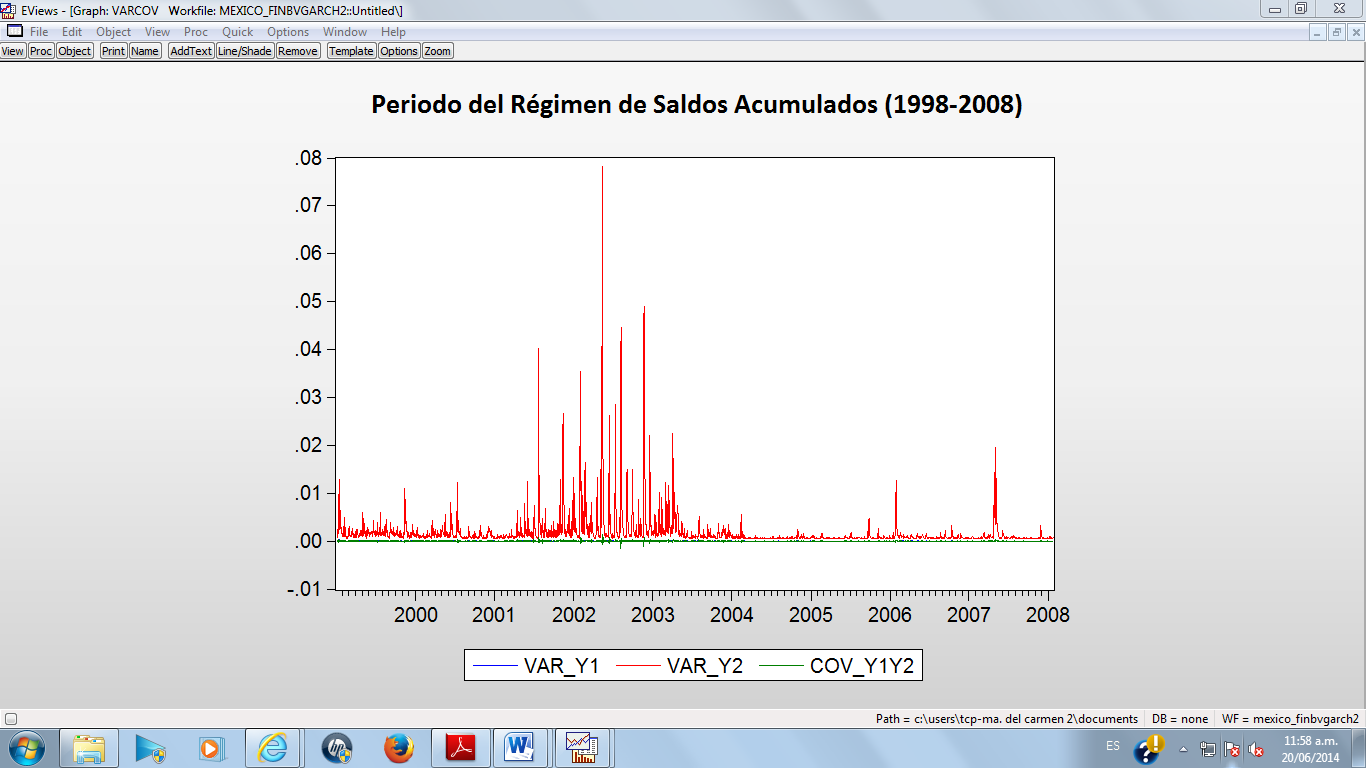 EViews - [Graph: VARCOV   Workfile: MEXICO_FINBVGARCH2::Untitled\]
File Edit Object View Proc Quick Options Window Help
View Proc Object Print Name AddText Line/Shade Remove Template Options Zoom
Periodo del Régimen de Saldos Acumulados (1998-2008)
.08
.07
.06
.05
.04
.03
.02
.01
.00
-.01
2000 2001 2002 2003 2004 2005 2006 2007 2008
VAR_Y1 VAR_Y2 COV_Y1Y2
Path = c:\users\tcp-ma. del carmen 2\documents DB = none WF = mexico_finbvgarch2
ES
11:58 a.m.
20/06/2014